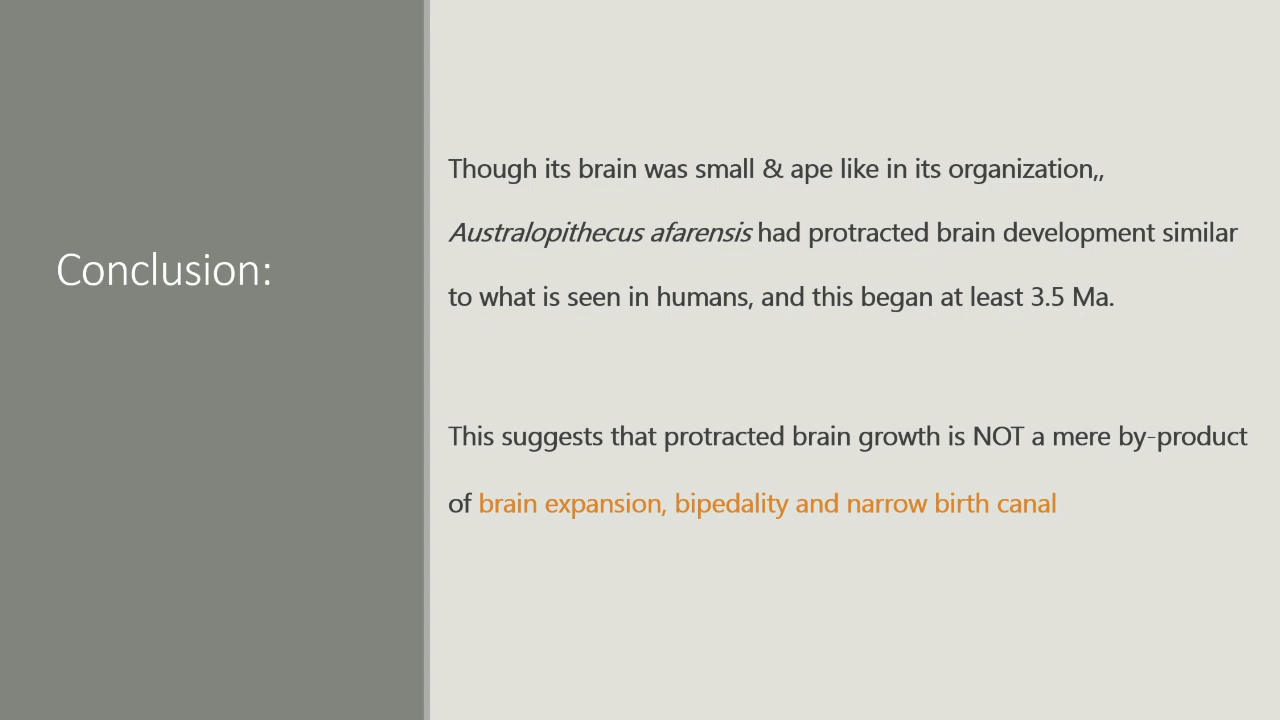 Conclusion:
Though its brain was small & ape like in its organization,,
Australopithecus afarensis had protracted brain development similar
to what is seen in humans, and this began at least 3.5 Ma.
This suggests that protracted brain growth is NOT a mere by-product
of brain expansion, bipedality and narrow birth canal